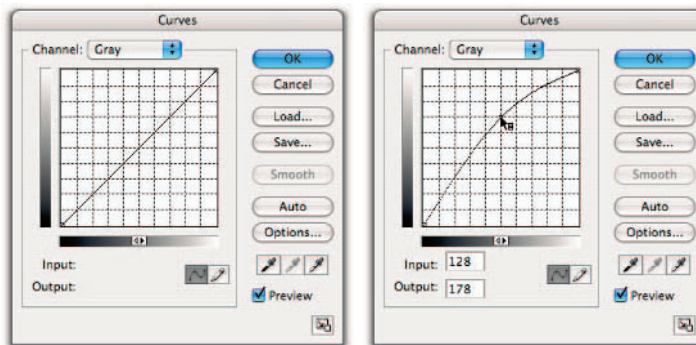 Curves
Channel: Gray
OK
Cancel
Load...
Save...
Smooth
Auto
Options...
Input:
Output:
Preview
Curves
Channel: Gray
OK
Cancel
Load...
Save...
Smooth
Auto
Options...
Input: 128
Output: 178
Preview